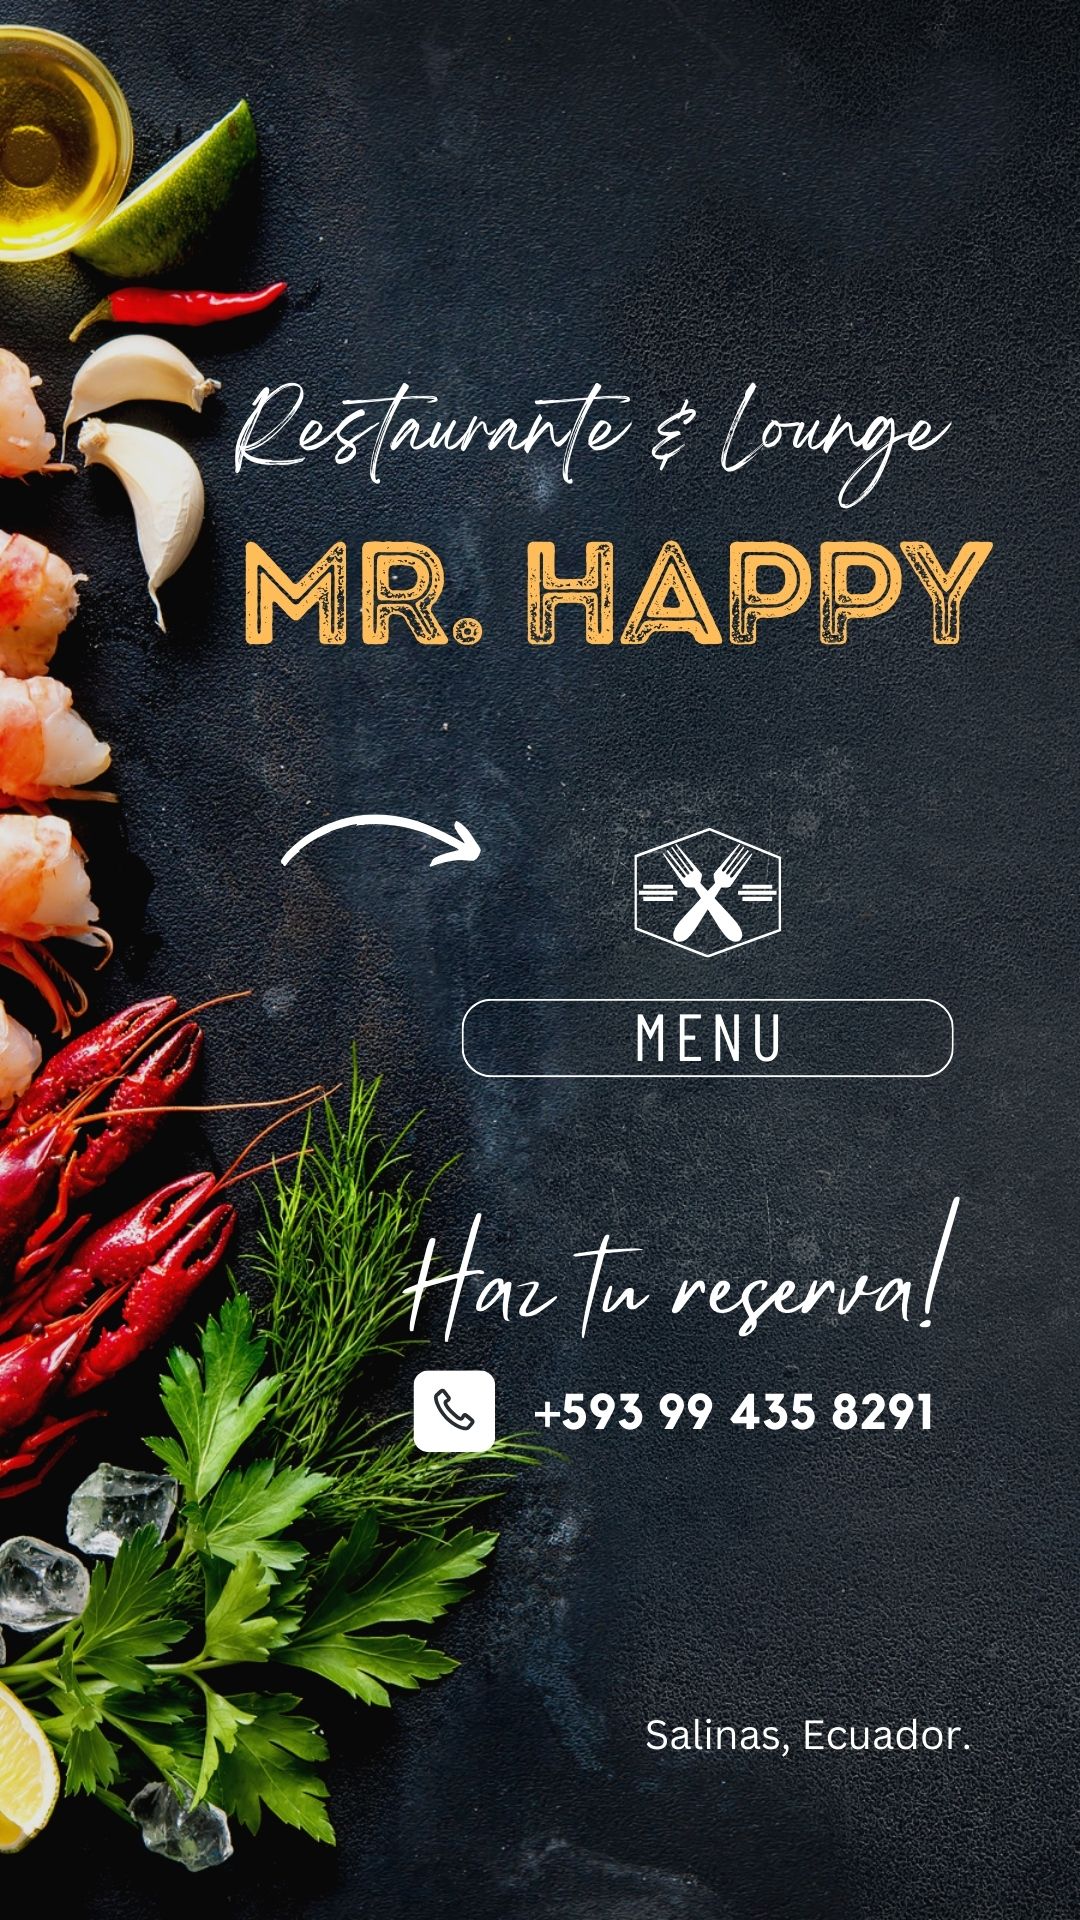 Restaurante & Lounge
MR. HAPPY
MENU
Haz tu reserva!
+593 99 435 8291
Salinas, Ecuador.